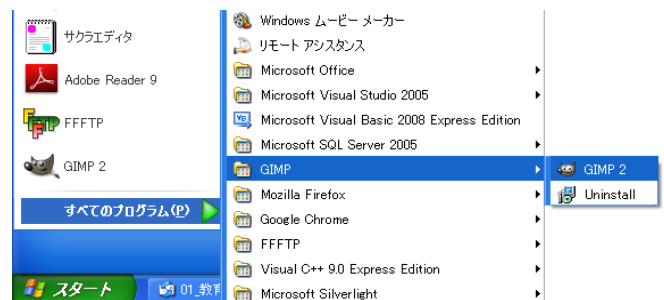 サクラエディタ
Adobe Reader 9
FFFTP
GIMP 2
すべてのプログラム(P)
スタート
01_教育
Windows ムービー メーカー
リモート アシスタンス
Microsoft Office
Microsoft Visual Studio 2005
Microsoft Visual Basic 2008 Express Edition
Microsoft SQL Server 2005
GIMP
Mozilla Firefox
Google Chrome
FFFTP
Visual C++ 9.0 Express Edition
Microsoft Silverlight
GIMP 2
Uninstall